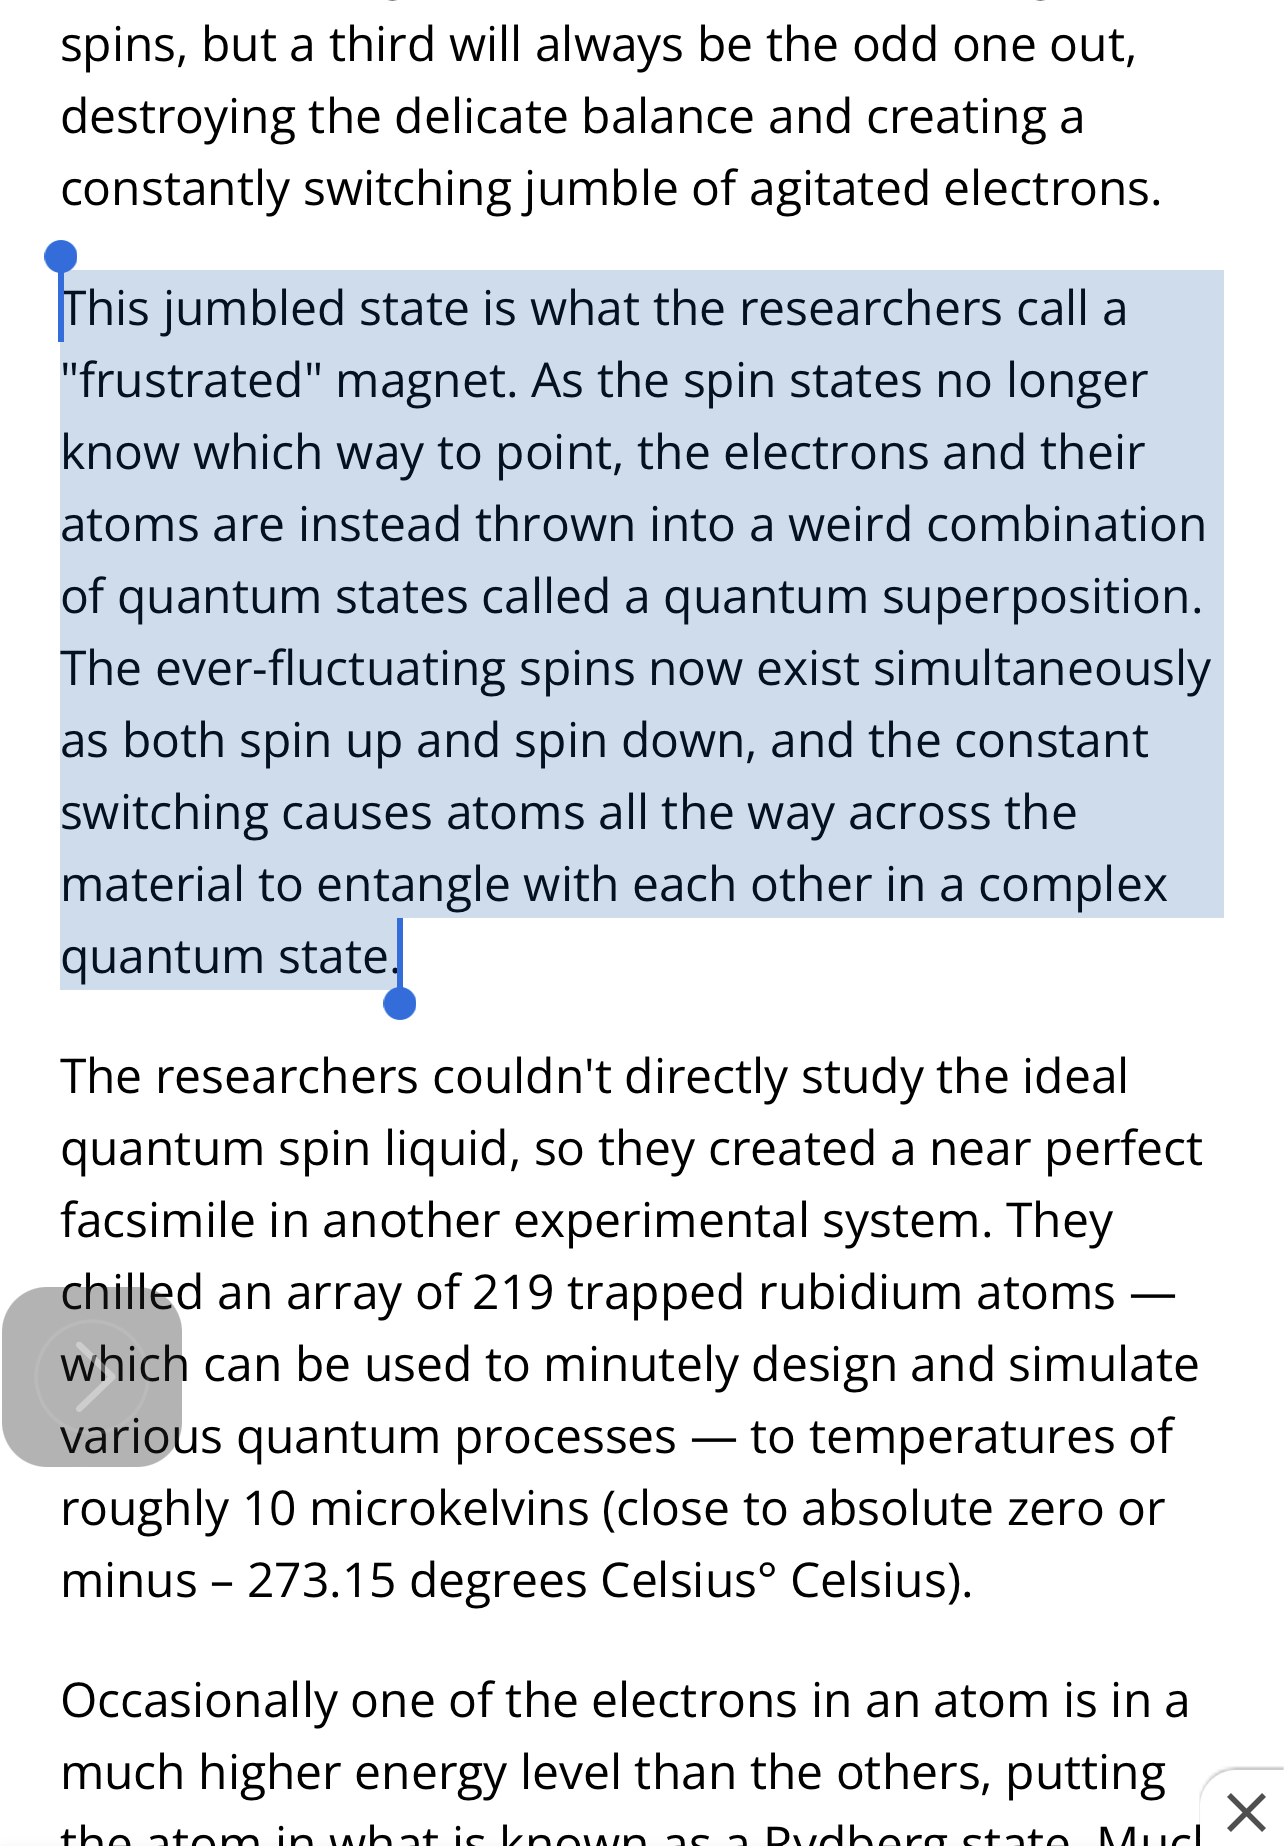 spins, but a third will always be the odd one out,
destroying the delicate balance and creating a
constantly switching jumble of agitated electrons.
This jumbled state is what the researchers call a
"frustrated" magnet. As the spin states no longer
know which way to point, the electrons and their
atoms are instead thrown into a weird combination
of quantum states called a quantum superposition.
The ever-fluctuating spins now exist simultaneously
as both spin up and spin down, and the constant
switching causes atoms all the way across the
material to entangle with each other in a complex
quantum state.
The researchers couldn't directly study the ideal
quantum spin liquid, so they created a near perfect
facsimile in another experimental system. They
chilled an array of 219 trapped rubidium atoms —
which can be used to minutely design and simulate
various quantum processes — to temperatures of
roughly 10 microkelvins (close to absolute zero or
minus – 273.15 degrees Celsius° Celsius).
Occasionally one of the electrons in an atom is in a
much higher energy level than the others, putting
the atom in what is known as a Rydberg state.